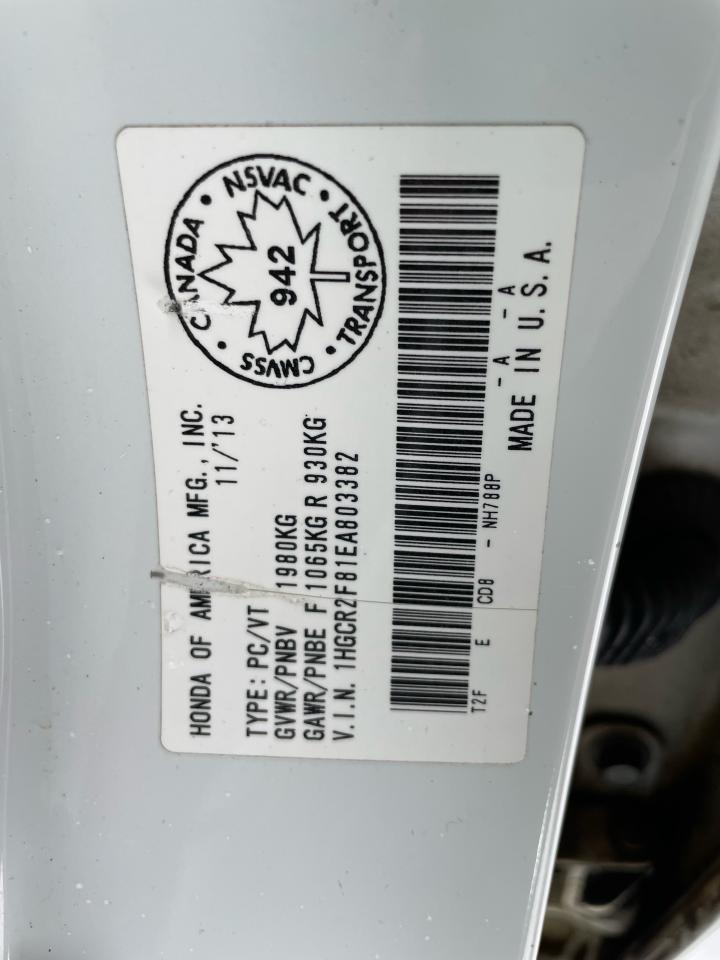 HONDA OF AMERICA MFG., INC.
11/'13
TYPE: PC/VT
GVWR/PNBV 1980KG
GAWR/PNBE F 1065KG R 930KG
V.I.N. 1HGCR2F81EA803382
CANADA • NSVAC • TRANSPORT • CMVSS •
942
T2F E CD8 - NH788P - A - A
MADE IN U.S.A.